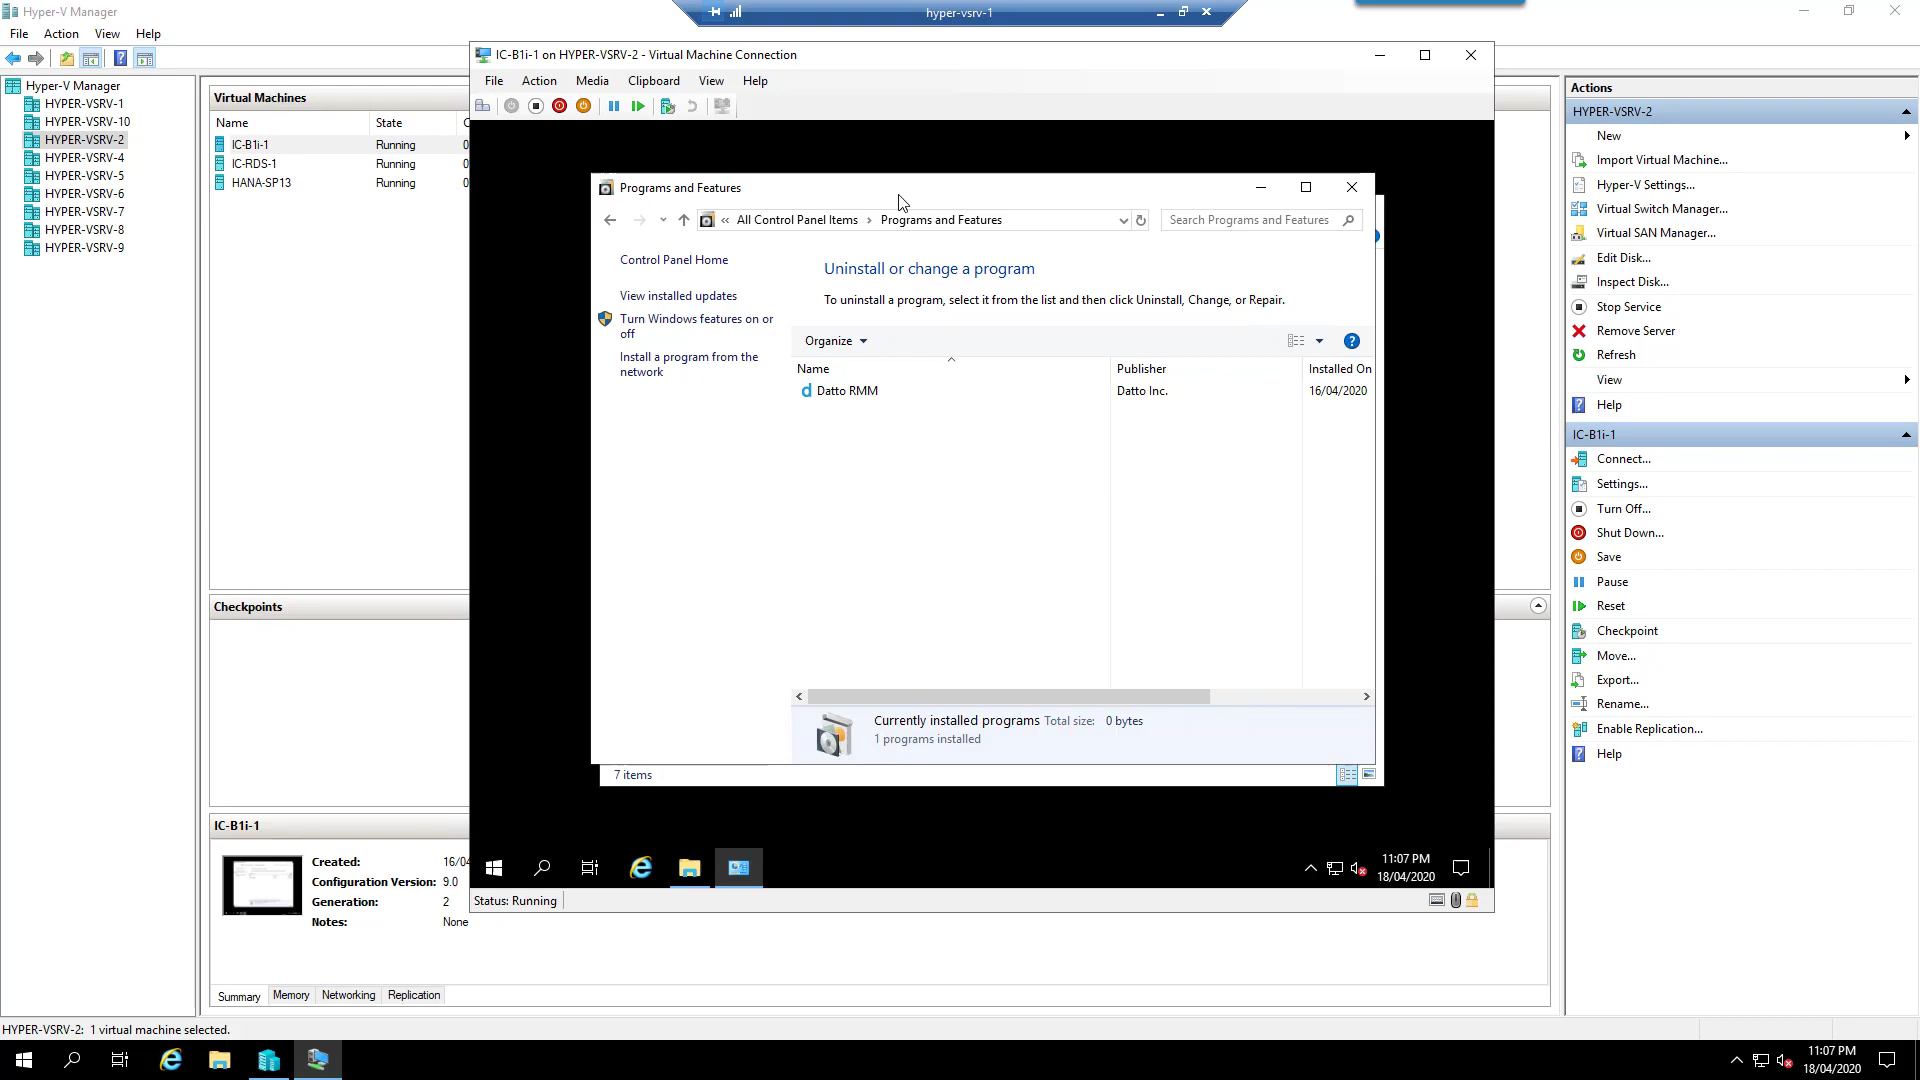 Hyper-V Manager
hyper-vsrv-1
File Action View Help
Hyper-V Manager
HYPER-VSRV-1
HYPER-VSRV-10
HYPER-VSRV-2
HYPER-VSRV-4
HYPER-VSRV-5
HYPER-VSRV-6
HYPER-VSRV-7
HYPER-VSRV-8
HYPER-VSRV-9
Virtual Machines
Name State C
IC-B1i-1 Running 0
IC-RDS-1 Running 0
HANA-SP13 Running 0
Checkpoints
IC-B1i-1
Created: 16/04
Configuration Version: 9.0
Generation: 2
Notes: None
Summary Memory Networking Replication
HYPER-VSRV-2: 1 virtual machine selected.
IC-B1i-1 on HYPER-VSRV-2 - Virtual Machine Connection
File Action Media Clipboard View Help
Programs and Features
« All Control Panel Items › Programs and Features
Search Programs and Features
Control Panel Home
View installed updates
Turn Windows features on or
off
Install a program from the
network
Uninstall or change a program
To uninstall a program, select it from the list and then click Uninstall, Change, or Repair.
Organize
Name Publisher Installed On
Datto RMM Datto Inc. 16/04/2020
Currently installed programs Total size: 0 bytes
1 programs installed
7 items
11:07 PM
18/04/2020
Status: Running
Actions
HYPER-VSRV-2
New
Import Virtual Machine...
Hyper-V Settings...
Virtual Switch Manager...
Virtual SAN Manager...
Edit Disk...
Inspect Disk...
Stop Service
Remove Server
Refresh
View
Help
IC-B1i-1
Connect...
Settings...
Turn Off...
Shut Down...
Save
Pause
Reset
Checkpoint
Move...
Export...
Rename...
Enable Replication...
Help
11:07 PM
18/04/2020